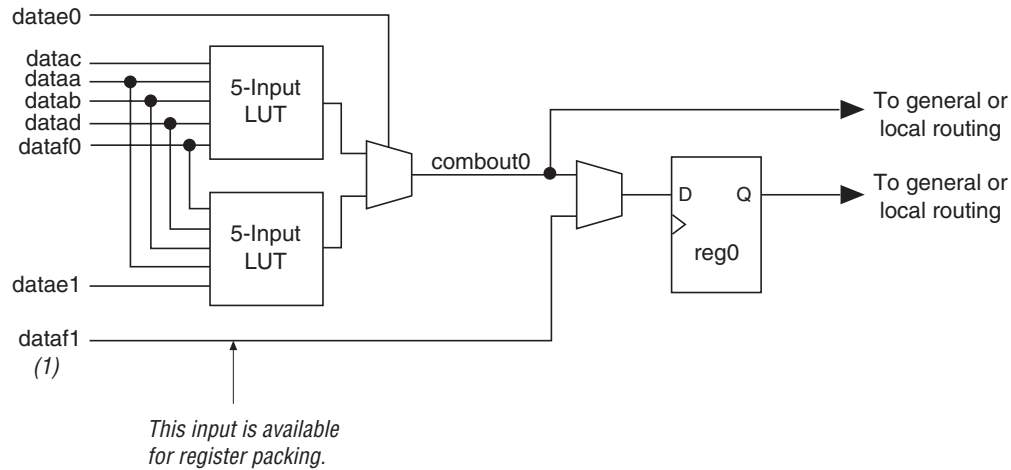 datae0
datac
dataa
datab
datad
dataf0
5-Input
LUT
combout0
To general or
local routing
5-Input
LUT
D Q
reg0
To general or
local routing
datae1
dataf1
(1)
This input is available
for register packing.